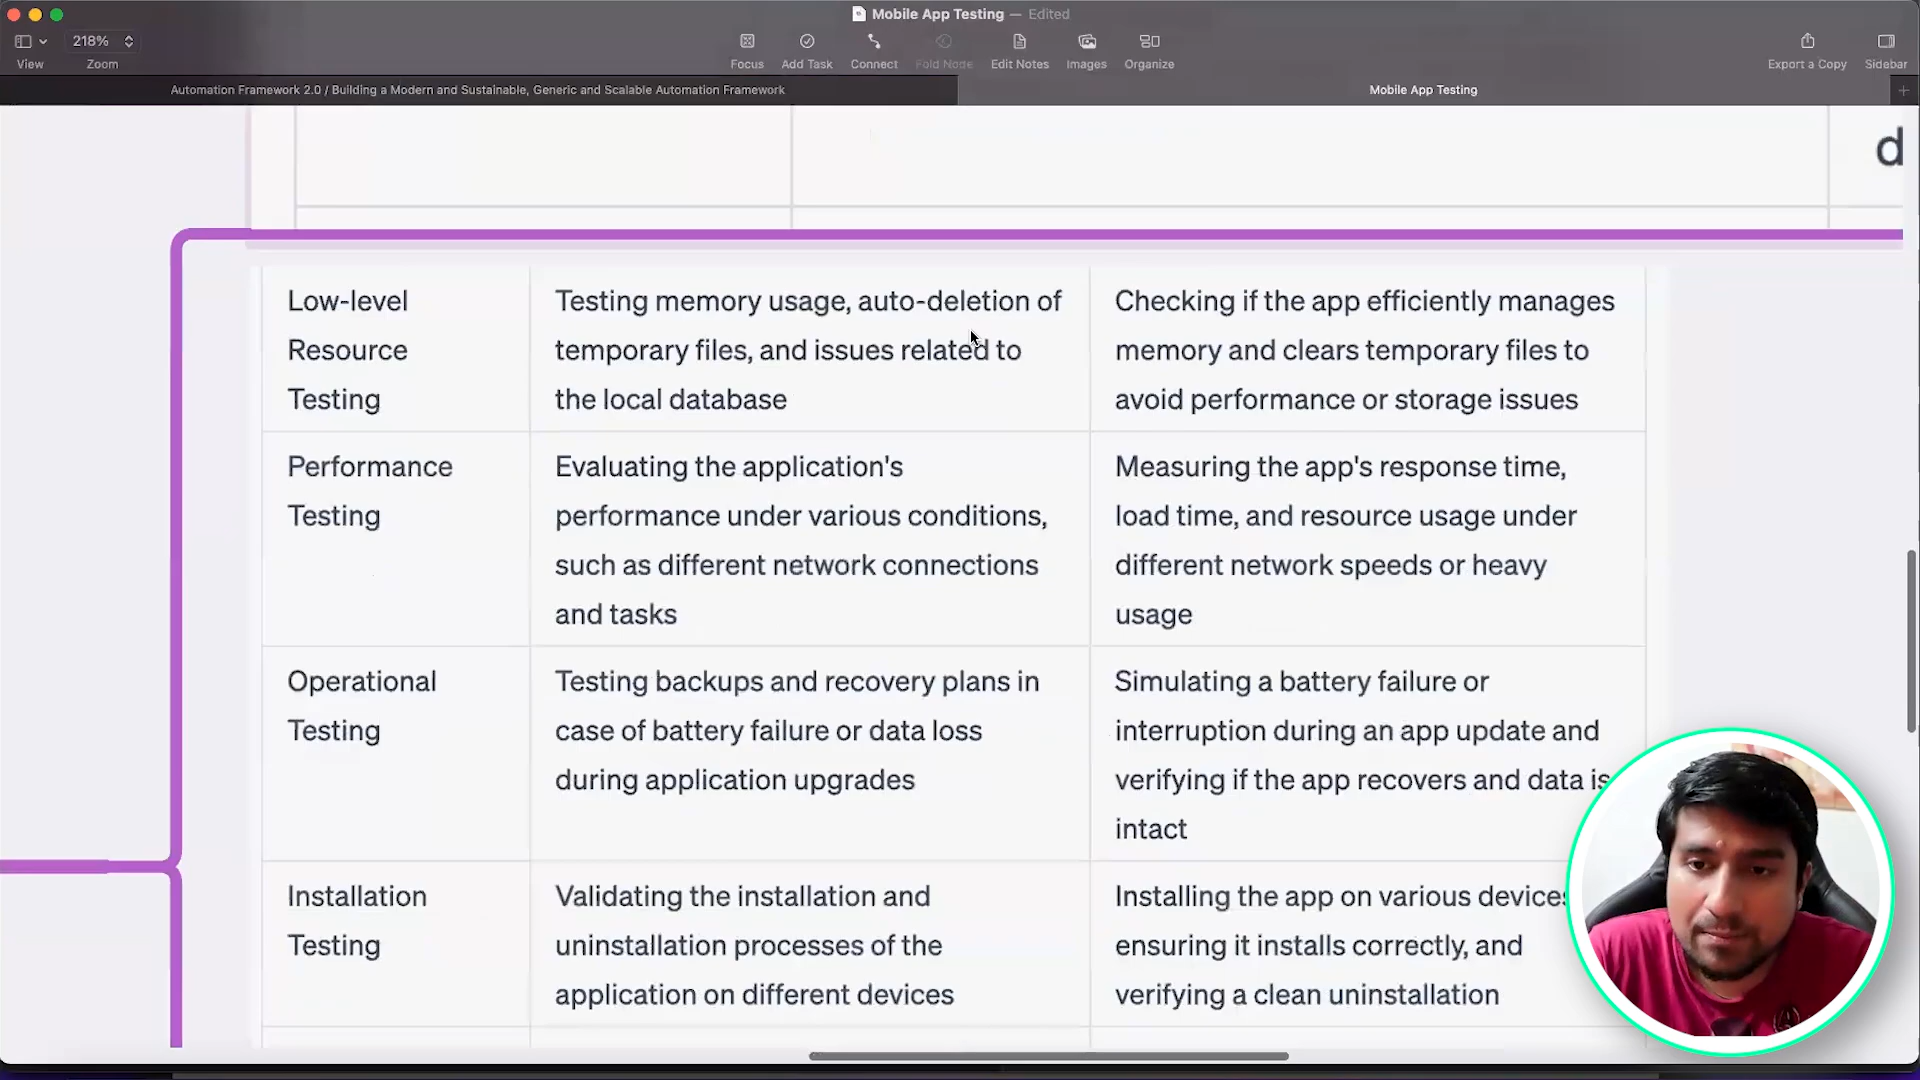 Mobile App Testing — Edited
View
218%
Zoom
Focus
Add Task
Connect
Fold Node
Edit Notes
Images
Organize
Export a Copy
Sidebar
Automation Framework 2.0 / Building a Modern and Sustainable, Generic and Scalable Automation Framework
Mobile App Testing
d
Low-level
Resource
Testing
Testing memory usage, auto-deletion of
temporary files, and issues related to
the local database
Checking if the app efficiently manages
memory and clears temporary files to
avoid performance or storage issues
Performance
Testing
Evaluating the application's
performance under various conditions,
such as different network connections
and tasks
Measuring the app's response time,
load time, and resource usage under
different network speeds or heavy
usage
Operational
Testing
Testing backups and recovery plans in
case of battery failure or data loss
during application upgrades
Simulating a battery failure or
interruption during an app update and
verifying if the app recovers and data is
intact
Installation
Testing
Validating the installation and
uninstallation processes of the
application on different devices
Installing the app on various devices
ensuring it installs correctly, and
verifying a clean uninstallation